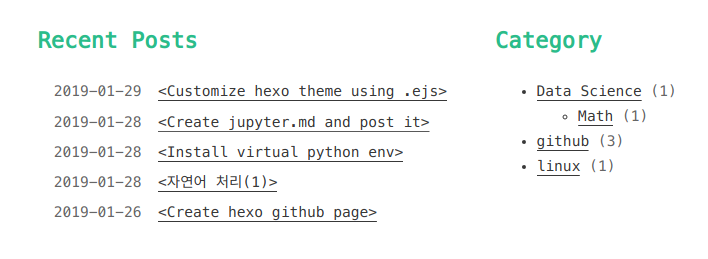 Recent Posts
2019-01-29 <Customize hexo theme using .ejs>
2019-01-28 <Create jupyter.md and post it>
2019-01-28 <Install virtual python env>
2019-01-28 <자연어 처리(1)>
2019-01-26 <Create hexo github page>
Category
Data Science (1)
Math (1)
github (3)
linux (1)